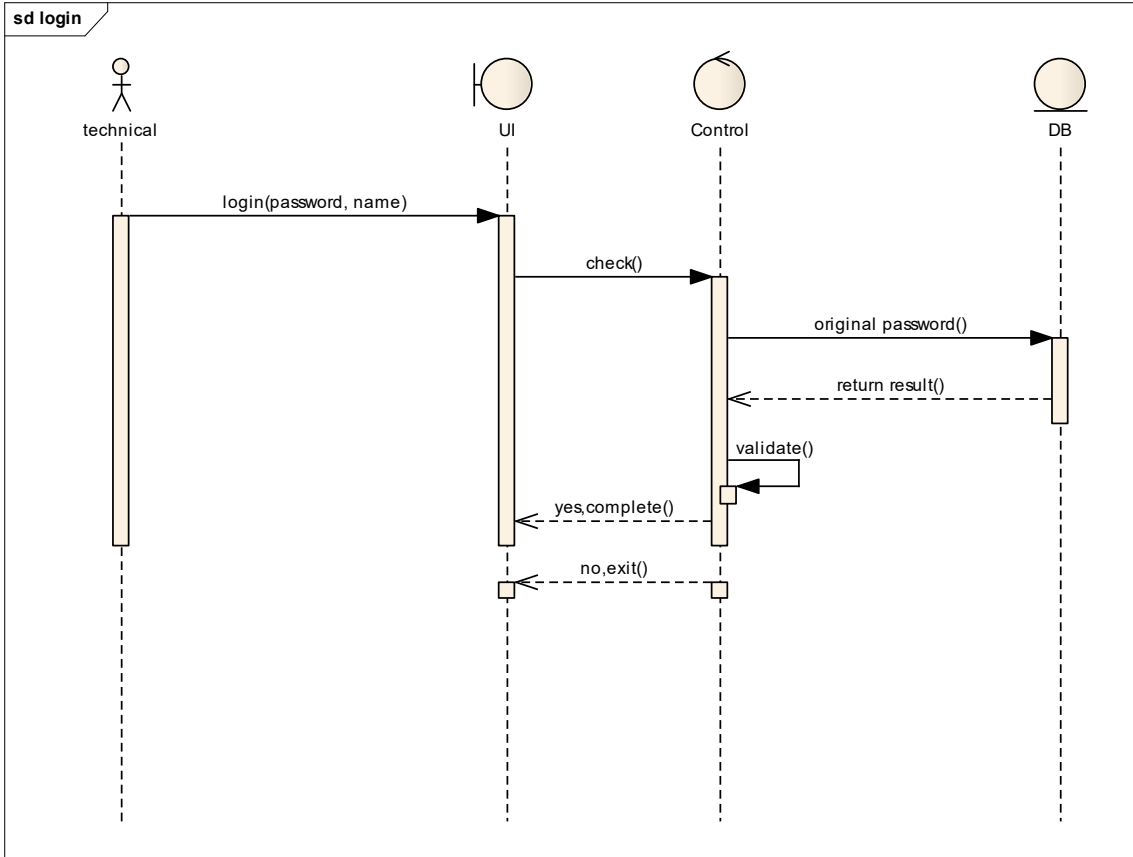 sd login
technical
UI
Control
DB
login(password, name)
check()
original password()
return result()
validate()
yes,complete()
no,exit()